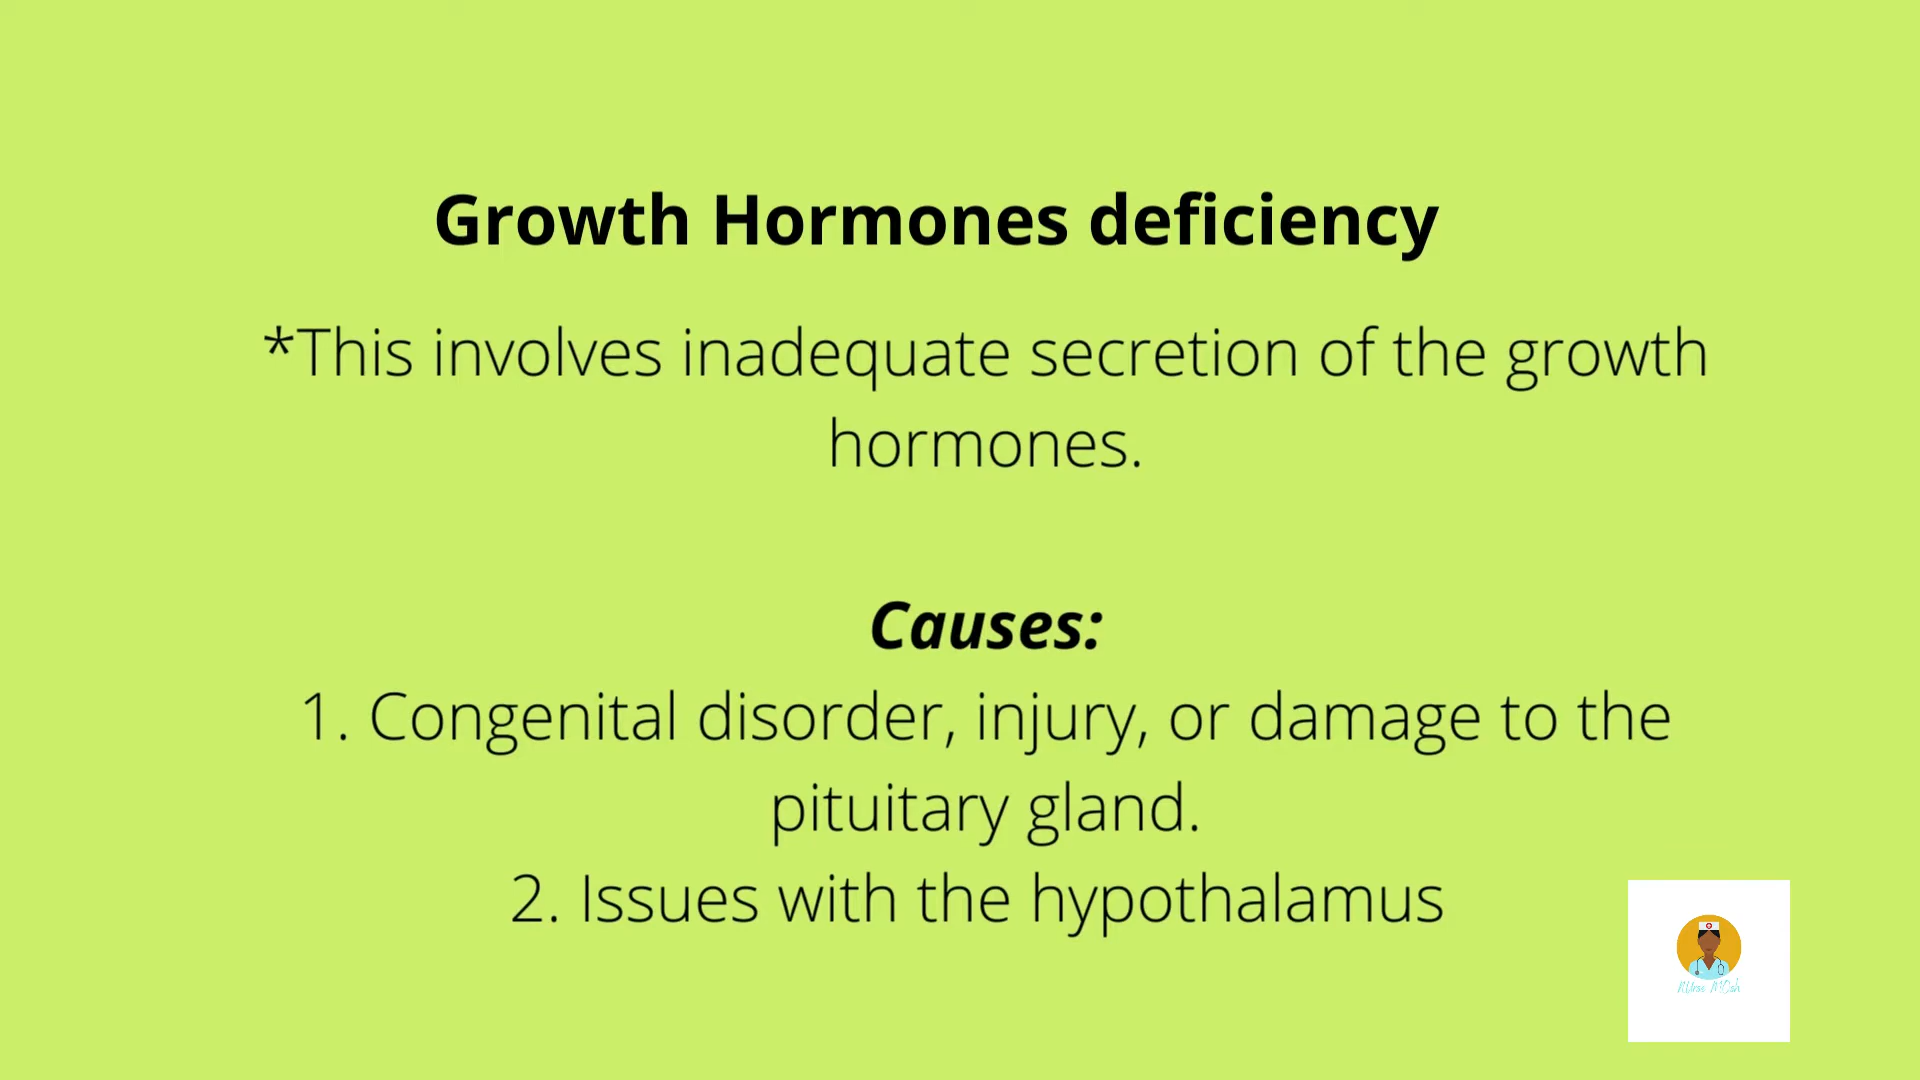 Growth Hormones deficiency
*This involves inadequate secretion of the growth
hormones.
Causes:
1. Congenital disorder, injury, or damage to the
pituitary gland.
2. Issues with the hypothalamus